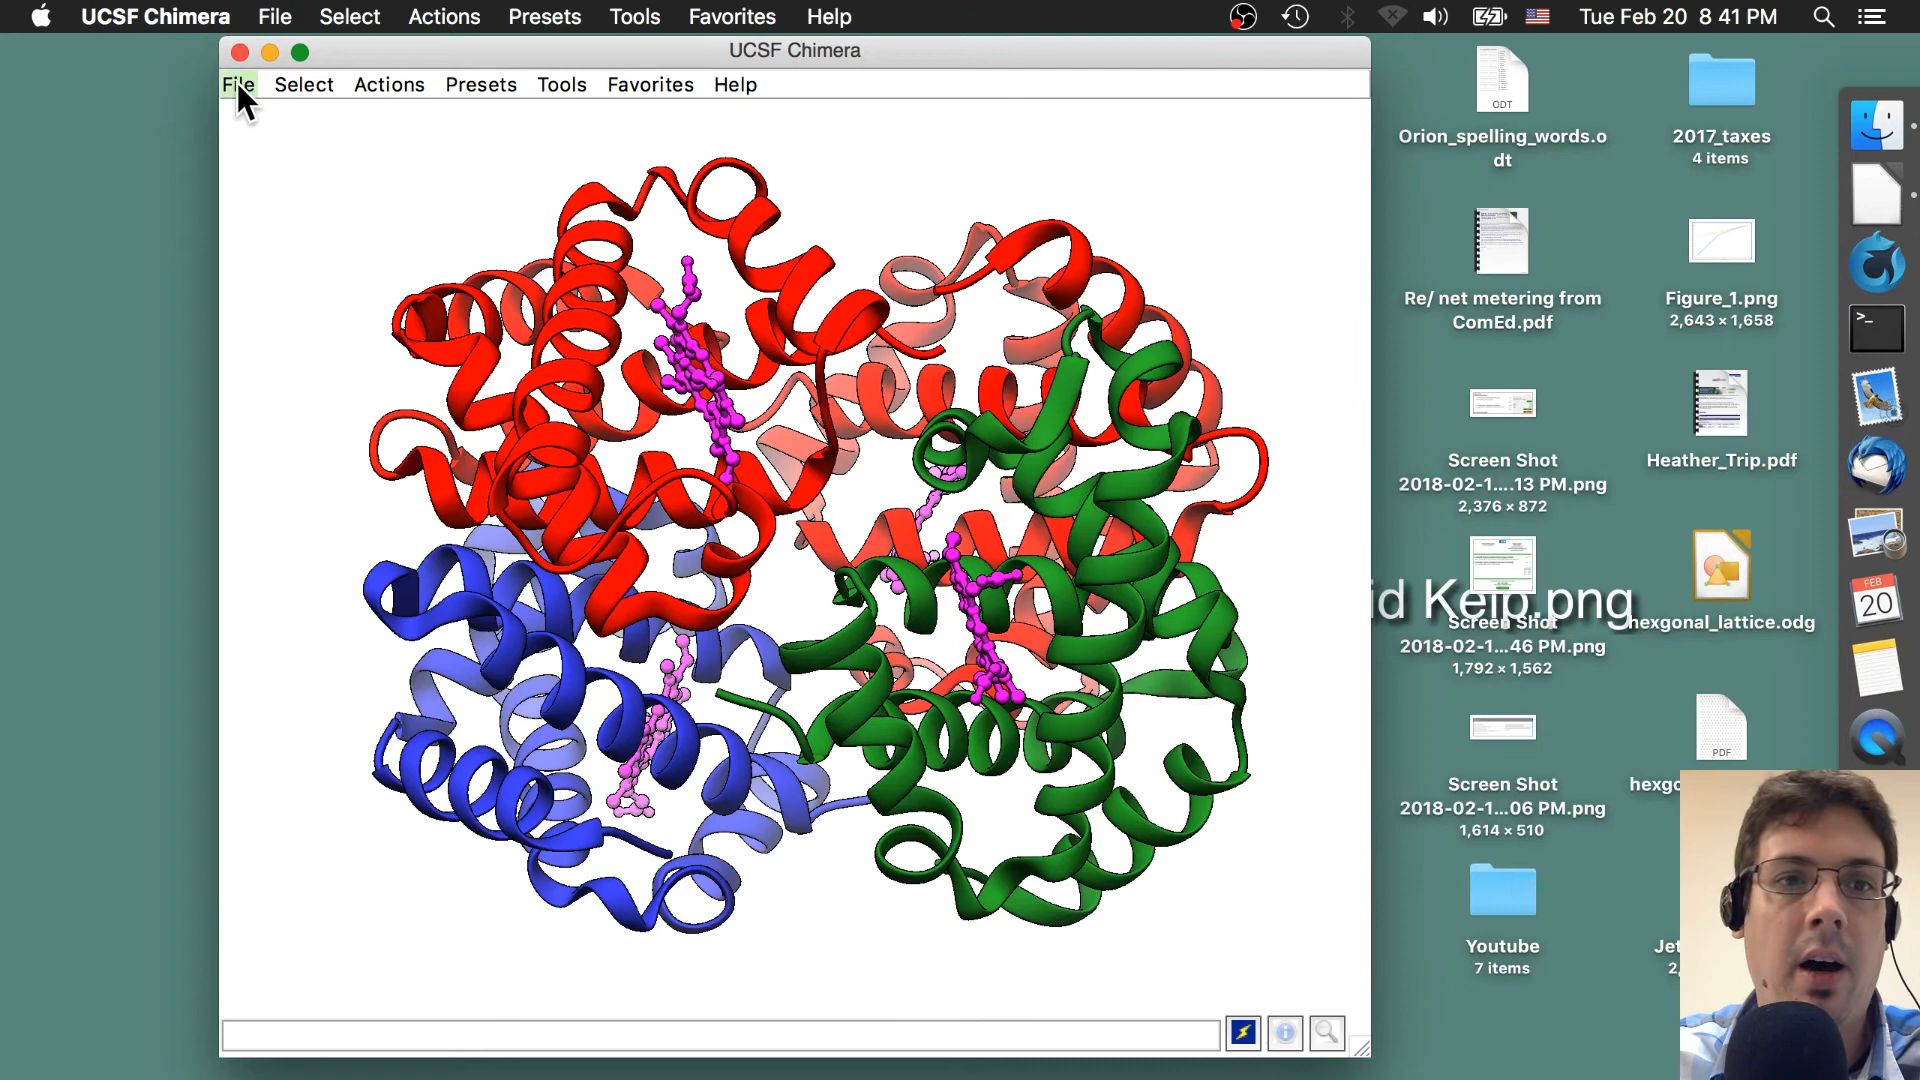 UCSF Chimera File Select Actions Presets Tools Favorites Help Tue Feb 20 8 41 PM
UCSF Chimera
File Select Actions Presets Tools Favorites Help
ODT
Orion_spelling_words.o
dt
2017_taxes
4 items
Re/ net metering from
ComEd.pdf
Figure_1.png
2,643 × 1,658
>_
Screen Shot
2018-02-1....13 PM.png
2,376 × 872
Heather_Trip.pdf
id Kelp.png
Screen Shot
2018-02-1...46 PM.png
1,792 × 1,562
hexgonal_lattice.odg
FEB
20
Screen Shot
2018-02-1...06 PM.png
1,614 × 510
PDF
hexgo
Youtube
7 items
Jet
2,